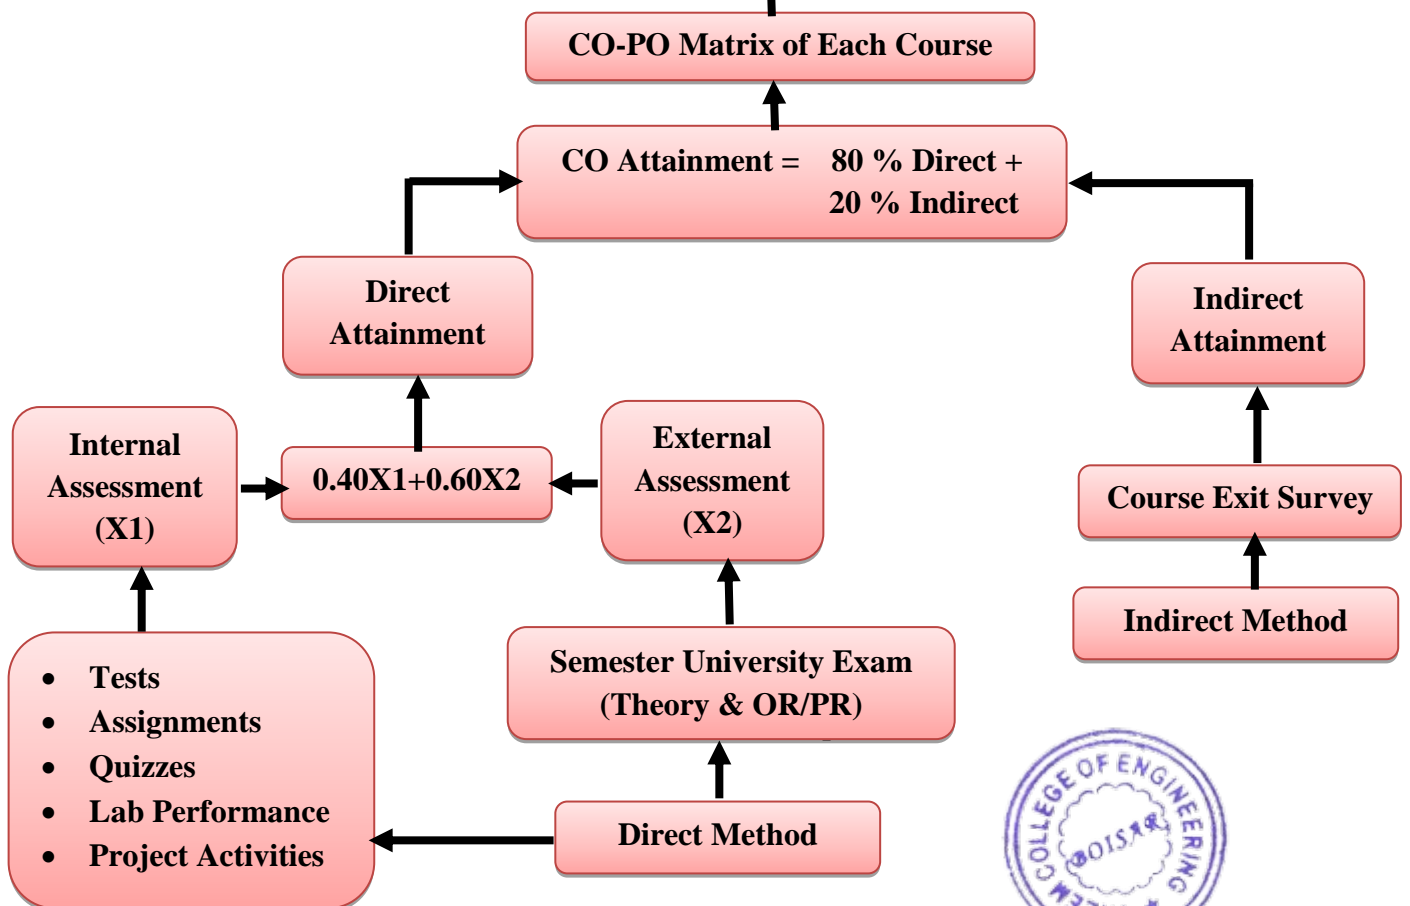 CO-PO Matrix of Each Course
CO Attainment = 80 % Direct +
20 % Indirect
Direct
Attainment
Indirect
Attainment
Internal
Assessment
(X1)
0.40X1+0.60X2
External
Assessment
(X2)
Course Exit Survey
Indirect Method
Semester University Exam
(Theory & OR/PR)
• Tests
• Assignments
• Quizzes
• Lab Performance
• Project Activities
Direct Method
COLLEGE OF ENGINEERING
BOISAR